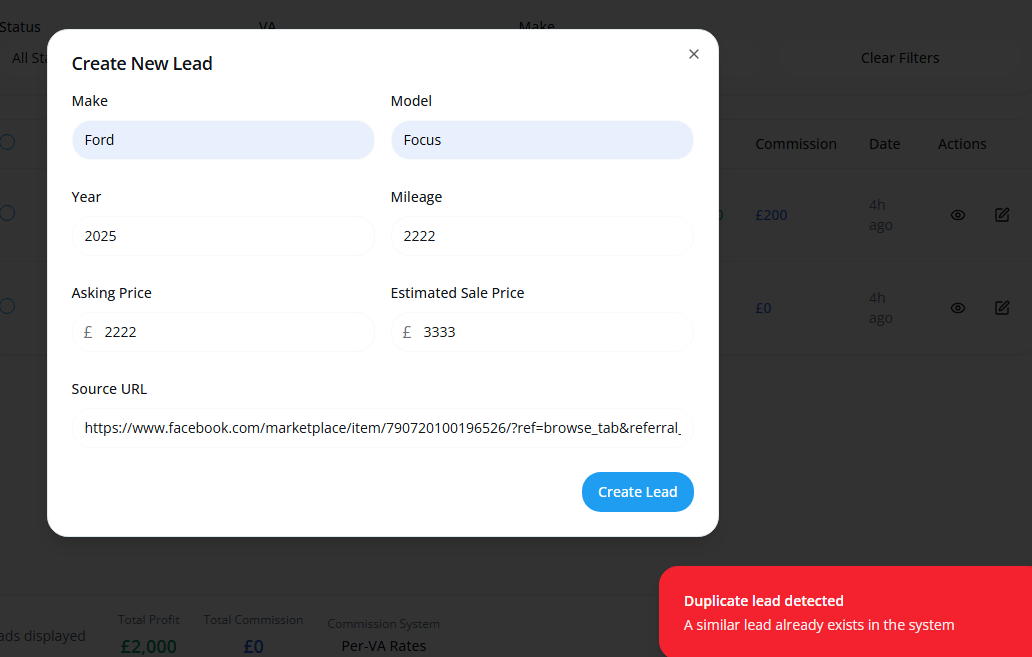 Status
VA
Make
All Sta
Clear Filters
Create New Lead
Make
Model
Ford
Focus
Commission
Date
Actions
Year
Mileage
2025
2222
£200
4h
ago
Asking Price
Estimated Sale Price
£ 2222
£ 3333
£0
4h
ago
Source URL
https://www.facebook.com/marketplace/item/790720100196526/?ref=browse_tab&referral_
Create Lead
Duplicate lead detected
A similar lead already exists in the system
ads displayed
Total Profit
£2,000
Total Commission
£0
Commission System
Per-VA Rates